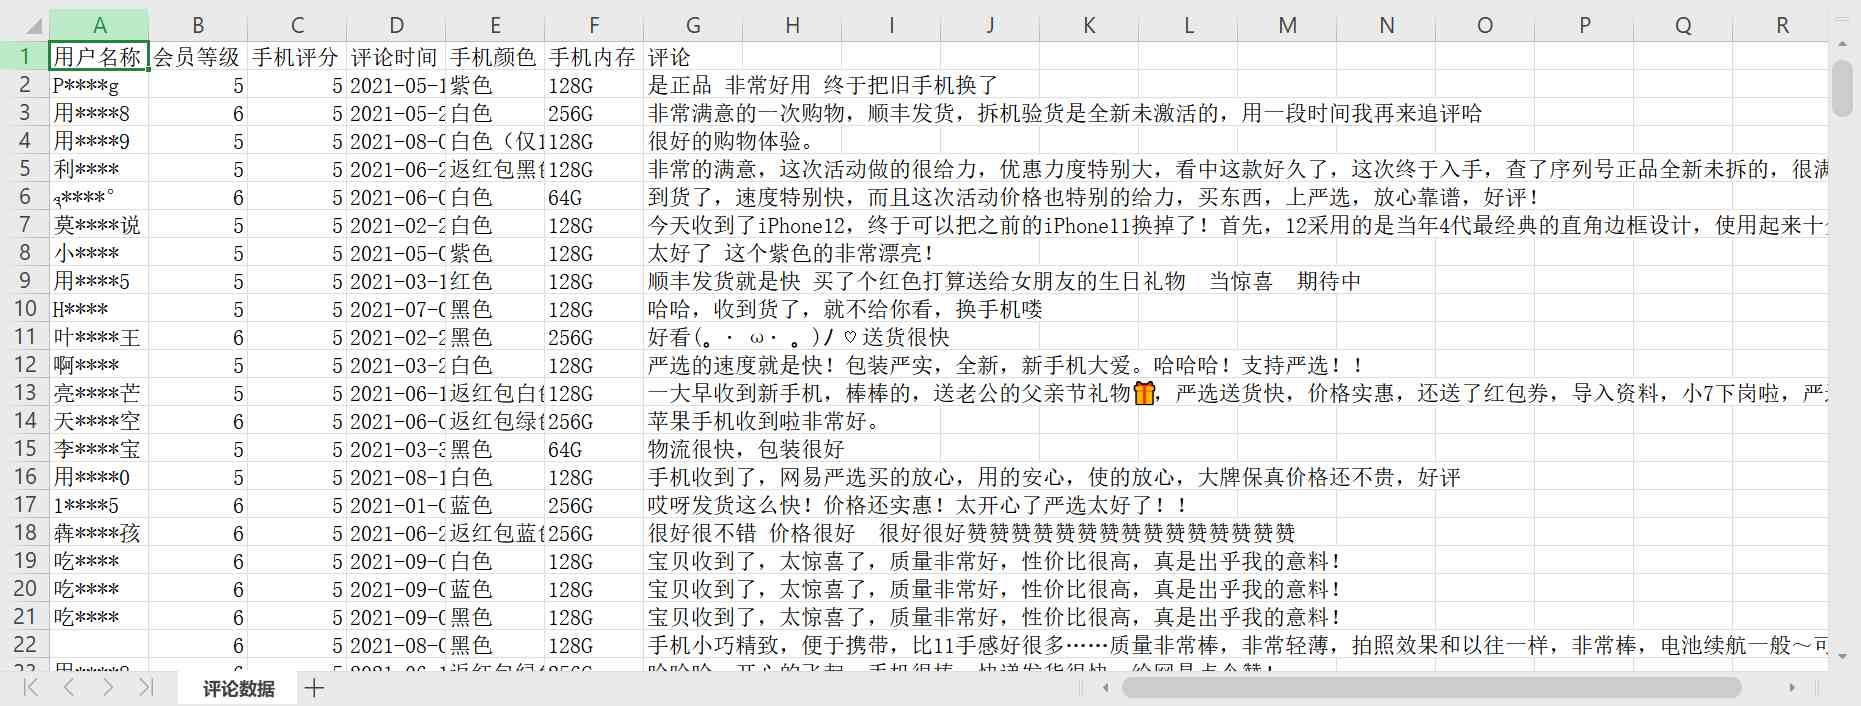 A B C D E F G H I J K L M N O P Q R
1 用户名称 会员等级 手机评分 评论时间 手机颜色 手机内存 评论
2 P****g 5 5 2021-05-1 紫色 128G 是正品 非常好用 终于把旧手机换了
3 用****8 6 5 2021-05-2 白色 256G 非常满意的一次购物，顺丰发货，拆机验货是全新未激活的，用一段时间我再来追评哈
4 用****9 5 5 2021-08-0 白色（仅1 128G 很好的购物体验。
5 利**** 5 5 2021-06-2 返红包黑色 128G 非常的满意，这次活动做的很给力，优惠力度特别大，看中这款好久了，这次终于入手，查了序列号正品全新未拆的，很满
6 ****° 6 5 2021-06-0 白色 64G 到货了，速度特别快，而且这次活动价格也特别的给力，买东西，上严选，放心靠谱，好评！
7 莫****说 5 5 2021-02-2 白色 128G 今天收到了iPhone12，终于可以把之前的iPhone11换掉了！首先，12采用的是当年4代最经典的直角边框设计，使用起来十分
8 小**** 5 5 2021-05-0 紫色 128G 太好了 这个紫色的非常漂亮！
9 用****5 5 5 2021-03-1 红色 128G 顺丰发货就是快 买了个红色打算送给女朋友的生日礼物 当惊喜 期待中
10 H**** 5 5 2021-07-0 黑色 128G 哈哈，收到货了，就不给你看，换手机喽
11 叶****王 6 5 2021-02-2 黑色 256G 好看(。・ω・。)ﾉ♡送货很快
12 啊**** 5 5 2021-03-2 黑色 128G 严选的速度就是快！包装严实，全新，新手机大爱。哈哈哈！支持严选！！
13 亮****芒 6 5 2021-06-1 返红包白色 128G 一大早收到新手机，棒棒的，送老公的父亲节礼物🎁，严选送货快，价格实惠，还送了红包券，导入资料，小7下岗啦，严
14 天****空 6 5 2021-06-0 返红包绿色 256G 苹果手机收到啦非常好。
15 李****宝 5 5 2021-03-3 黑色 64G 物流很快，包装很好
16 用****0 5 5 2021-08-1 白色 128G 手机收到了，网易严选买的放心，用的安心，使的放心，大牌保真价格还不贵，好评
17 1****5 6 5 2021-01-0 蓝色 256G 哎呀发货这么快！价格还实惠！太开心了严选太好了！！
18 犇****孩 6 5 2021-06-2 返红包蓝色 256G 很好很不错 价格很好 很好很好赞赞赞赞赞赞赞赞赞赞赞赞赞赞赞
19 吃**** 6 5 2021-09-0 白色 128G 宝贝收到了，太惊喜了，质量非常好，性价比很高，真是出乎我的意料！
20 吃**** 6 5 2021-09-0 蓝色 128G 宝贝收到了，太惊喜了，质量非常好，性价比很高，真是出乎我的意料！
21 吃**** 6 5 2021-09-0 黑色 128G 宝贝收到了，太惊喜了，质量非常好，性价比很高，真是出乎我的意料！
22 6 5 2021-08-0 黑色 128G 手机小巧精致，便于携带，比11手感好很多……质量非常棒，非常轻薄，拍照效果和以往一样，非常棒，电池续航一般～可
评论数据